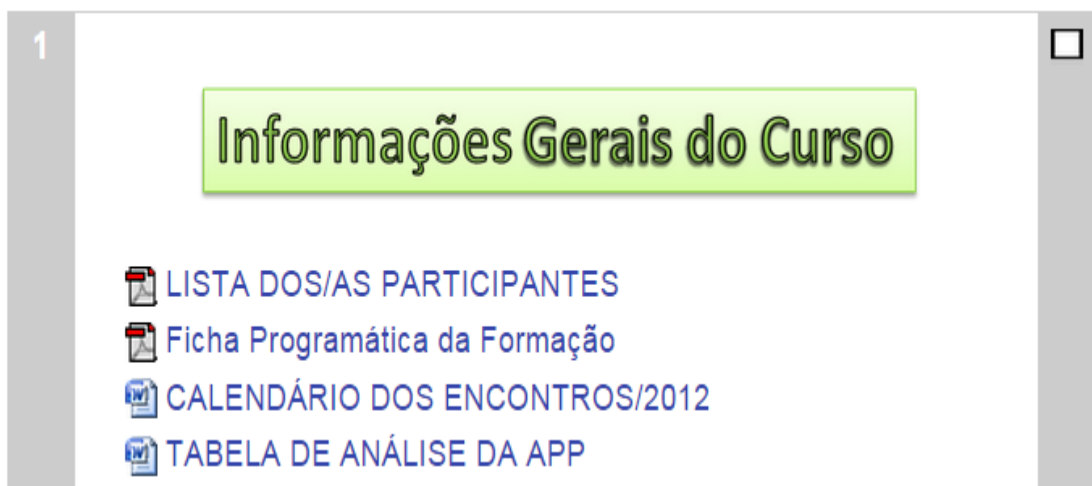 1
Informações Gerais do Curso
LISTA DOS/AS PARTICIPANTES
Ficha Programática da Formação
CALENDÁRIO DOS ENCONTROS/2012
TABELA DE ANÁLISE DA APP